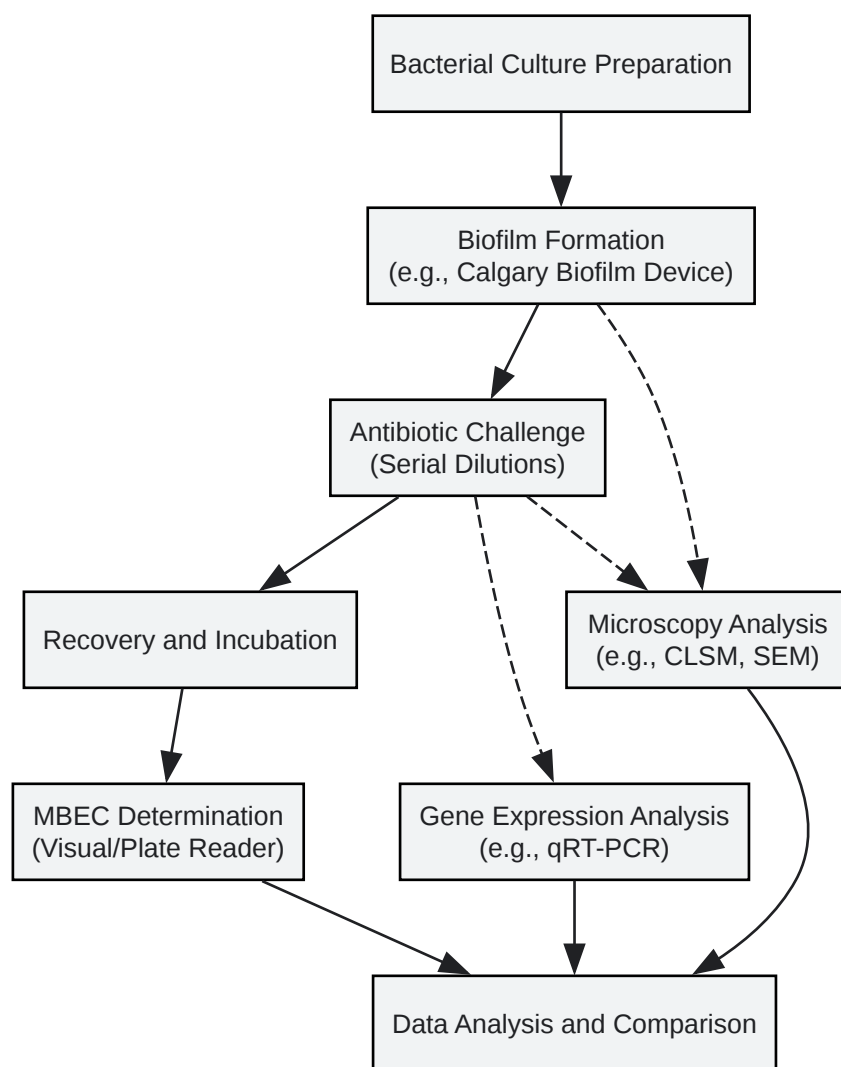 Bacterial Culture Preparation
Biofilm Formation
(e.g., Calgary Biofilm Device)
Antibiotic Challenge
(Serial Dilutions)
Recovery and Incubation
Microscopy Analysis
(e.g., CLSM, SEM)
MBEC Determination
(Visual/Plate Reader)
Gene Expression Analysis
(e.g., qRT-PCR)
Data Analysis and Comparison